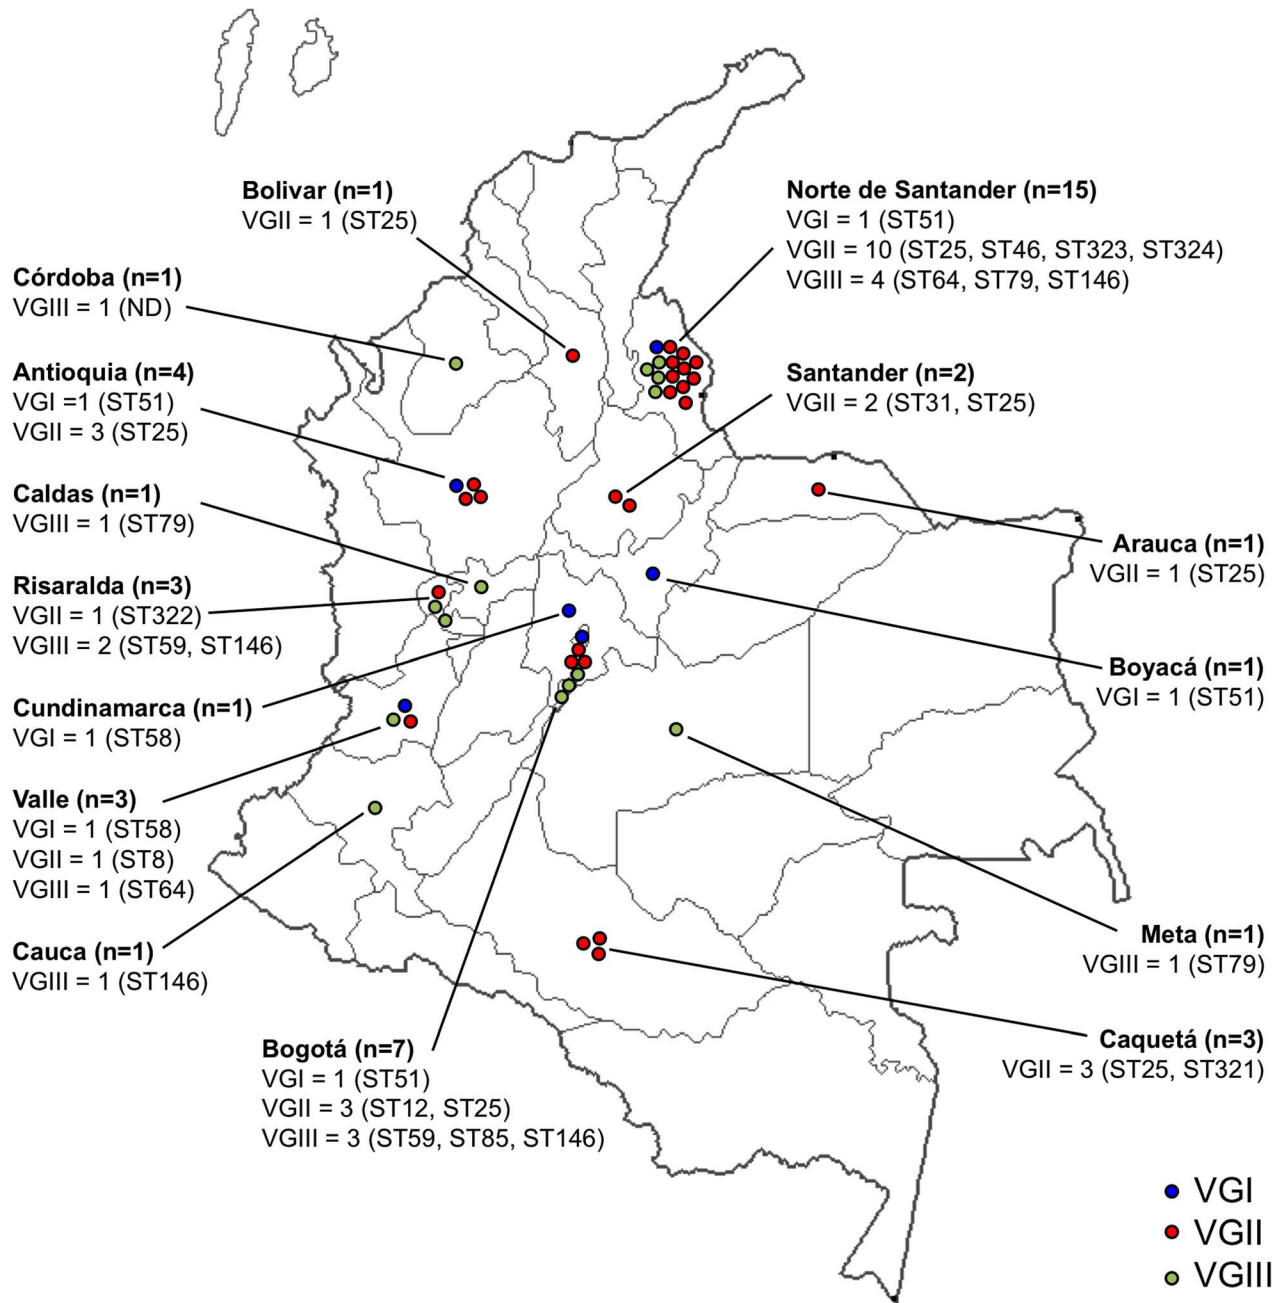 Bolivar (n=1)
VGII = 1 (ST25)
Norte de Santander (n=15)
VGI = 1 (ST51)
VGII = 10 (ST25, ST46, ST323, ST324)
VGIII = 4 (ST64, ST79, ST146)
Córdoba (n=1)
VGIII = 1 (ND)
Antioquia (n=4)
VGI =1 (ST51)
VGII = 3 (ST25)
Santander (n=2)
VGII = 2 (ST31, ST25)
Caldas (n=1)
VGIII = 1 (ST79)
Arauca (n=1)
VGII = 1 (ST25)
Risaralda (n=3)
VGII = 1 (ST322)
VGIII = 2 (ST59, ST146)
Boyacá (n=1)
VGI = 1 (ST51)
Cundinamarca (n=1)
VGI = 1 (ST58)
Valle (n=3)
VGI = 1 (ST58)
VGII = 1 (ST8)
VGIII = 1 (ST64)
Cauca (n=1)
VGIII = 1 (ST146)
Meta (n=1)
VGIII = 1 (ST79)
Caquetá (n=3)
VGII = 3 (ST25, ST321)
Bogotá (n=7)
VGI = 1 (ST51)
VGII = 3 (ST12, ST25)
VGIII = 3 (ST59, ST85, ST146)
VGI
VGII
VGIII